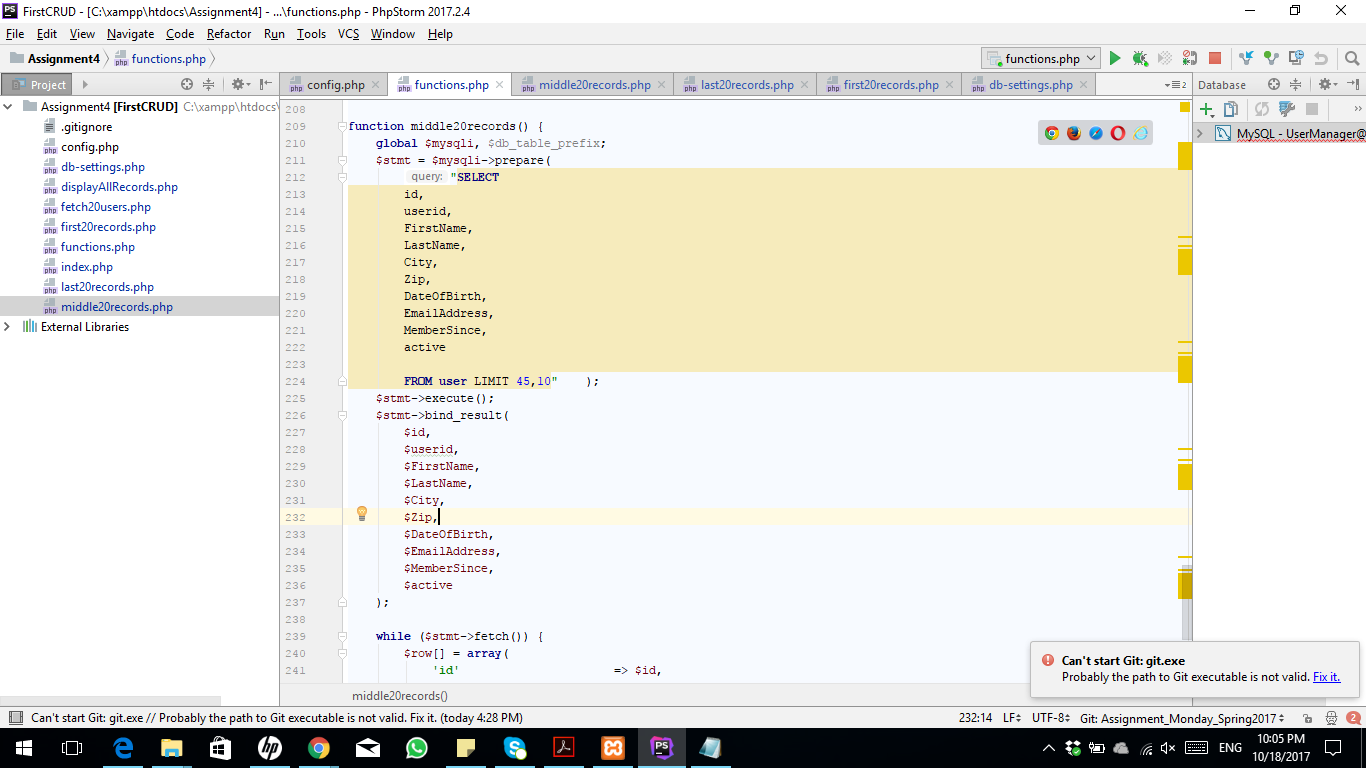 FirstCRUD - [C:\xampp\htdocs\Assignment4] - ...\functions.php - PhpStorm 2017.2.4
File Edit View Navigate Code Refactor Run Tools VCS Window Help
Assignment4 functions.php
functions.php
Project
config.php functions.php middle20records.php last20records.php first20records.php db-settings.php
2
Database
Assignment4 [FirstCRUD] C:\xampp\htdocs\
.gitignore
config.php
db-settings.php
displayAllRecords.php
fetch20users.php
first20records.php
functions.php
index.php
last20records.php
middle20records.php
External Libraries
MySQL - UserManager@
208
209 function middle20records() {
210 global $mysqli, $db_table_prefix;
211 $stmt = $mysqli->prepare(
212 query: "SELECT
213 id,
214 userid,
215 FirstName,
216 LastName,
217 City,
218 Zip,
219 DateOfBirth,
220 EmailAddress,
221 MemberSince,
222 active
223
224 FROM user LIMIT 45,10" );
225 $stmt->execute();
226 $stmt->bind_result(
227 $id,
228 $userid,
229 $FirstName,
230 $LastName,
231 $City,
232 $Zip,
233 $DateOfBirth,
234 $EmailAddress,
235 $MemberSince,
236 $active
237 );
238
239 while ($stmt->fetch()) {
240 $row[] = array(
241 'id' => $id,
middle20records()
Can't start Git: git.exe
Probably the path to Git executable is not valid. Fix it.
Can't start Git: git.exe // Probably the path to Git executable is not valid. Fix it. (today 4:28 PM)
232:14 LF UTF-8 Git: Assignment_Monday_Spring2017 2
ENG
10:05 PM
10/18/2017